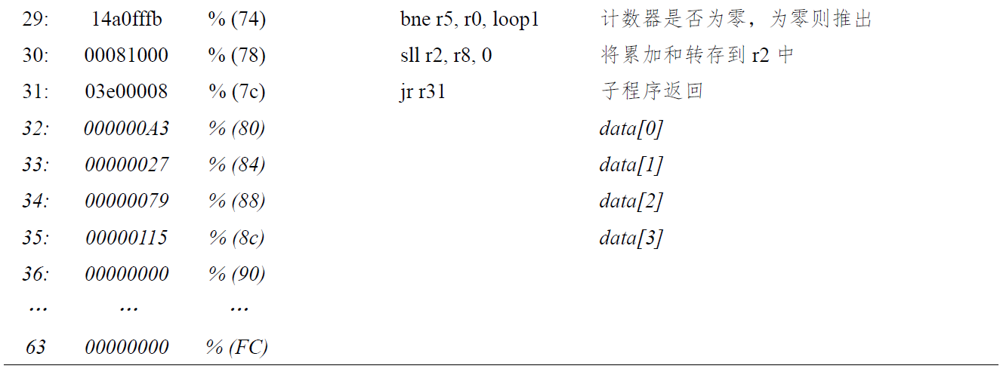 29: 14a0fffb % (74) bne r5, r0, loop1 计数器是否为零，为零则推出
30: 00081000 % (78) sll r2, r8, 0 将累加和转存到 r2 中
31: 03e00008 % (7c) jr r31 子程序返回
32: 000000A3 % (80) data[0]
33: 00000027 % (84) data[1]
34: 00000079 % (88) data[2]
35: 00000115 % (8c) data[3]
36: 00000000 % (90)
… … …
63 00000000 % (FC)